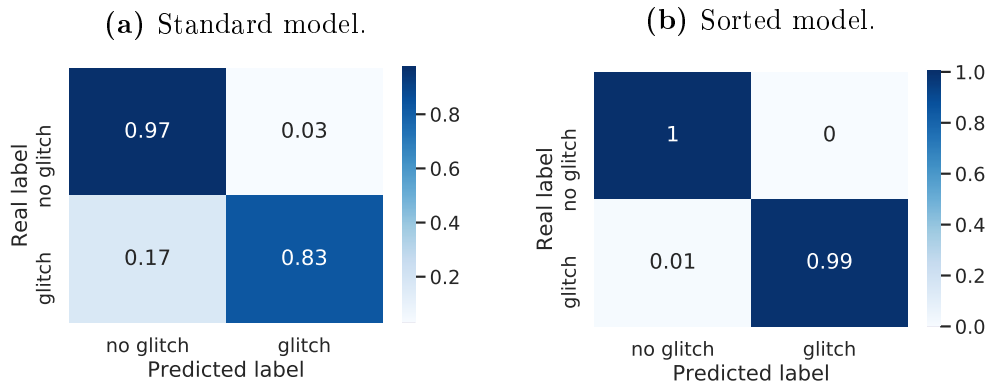 (a) Standard model.
Real label
no glitch
glitch
0.97 0.03
0.17 0.83
0.8
0.6
0.4
0.2
no glitch glitch
Predicted label
(b) Sorted model.
Real label
no glitch
glitch
1 0
0.01 0.99
1.0
0.8
0.6
0.4
0.2
0.0
no glitch glitch
Predicted label